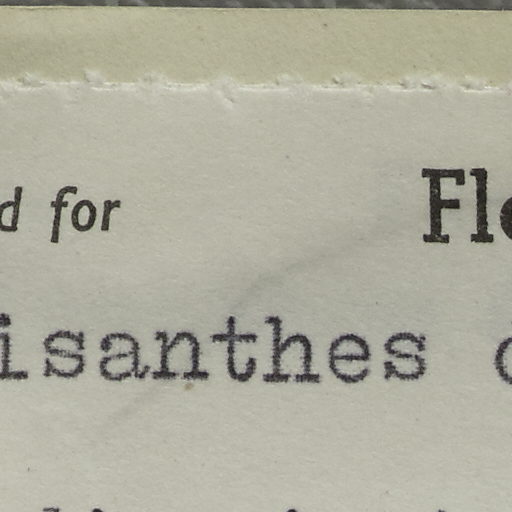 d for Fl
isanthes